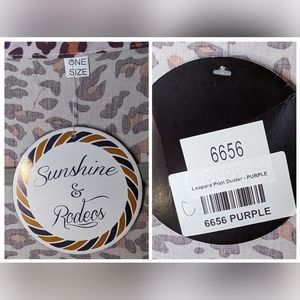 ONE
SIZE
Sunshine
&
Rodeos
6656
Leopard Print Duster - PURPLE
C
6656 PURPLE